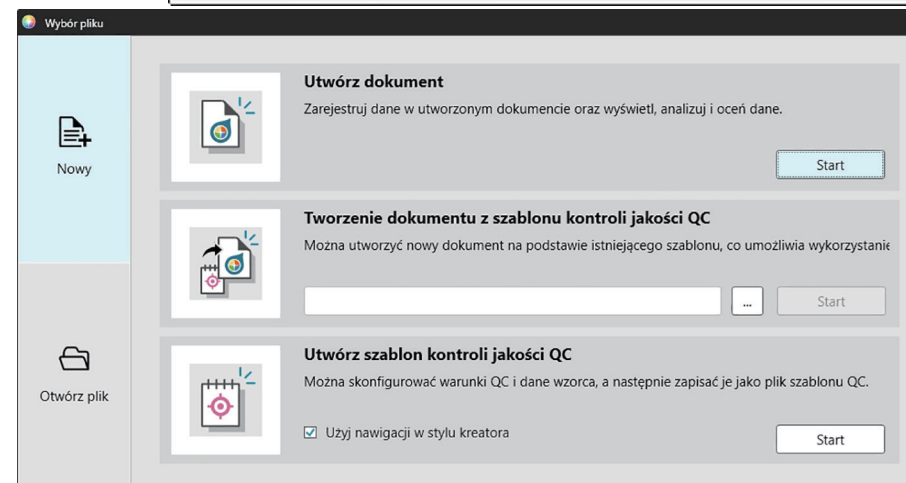 Wybór pliku
Utwórz dokument
Zarejestruj dane w utworzonym dokumencie oraz wyświetl, analizuj i oceń dane.
Nowy
Start
Tworzenie dokumentu z szablonu kontroli jakości QC
Można utworzyć nowy dokument na podstawie istniejącego szablonu, co umożliwia wykorzystanie
... Start
Utwórz szablon kontroli jakości QC
Można skonfigurować warunki QC i dane wzorca, a następnie zapisać je jako plik szablonu QC.
Otwórz plik
Użyj nawigacji w stylu kreatora
Start